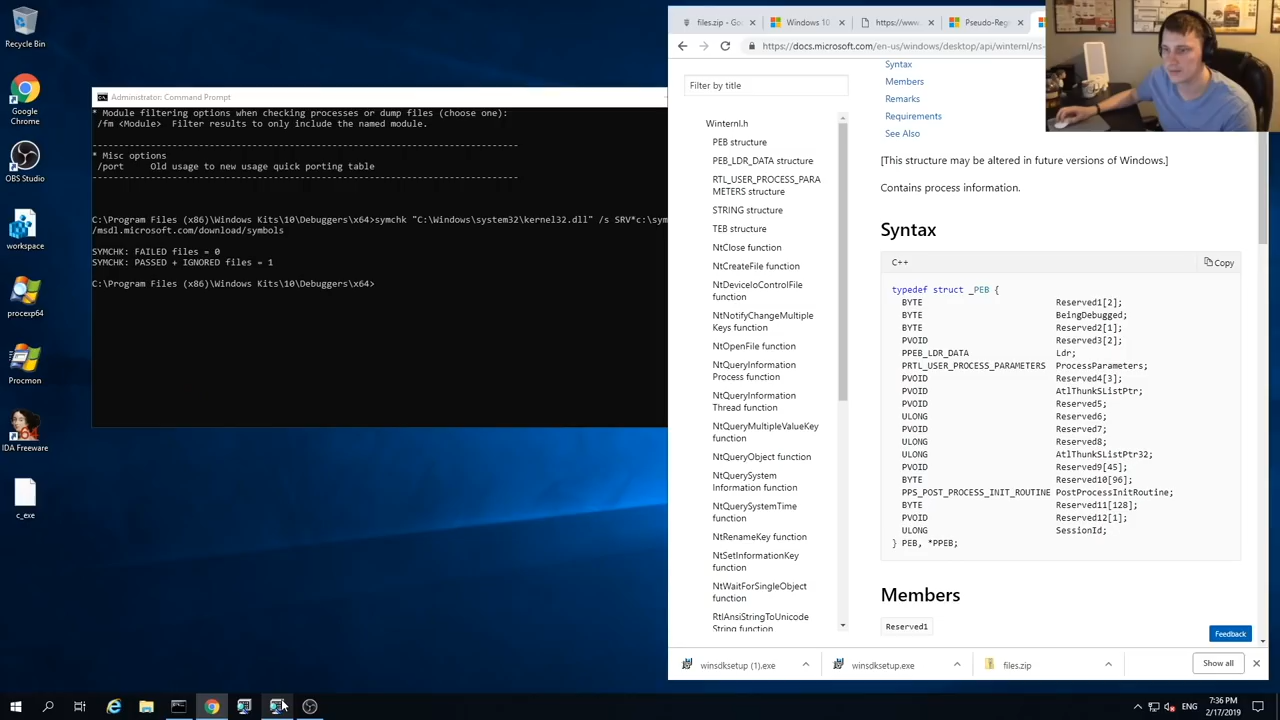 Recycle Bin
Google
Chrome
OBS Studio
workspace
procexp64
Procmon
IDA Freeware
c_exe
Administrator: Command Prompt
* Module filtering options when checking processes or dump files (choose one):
/fm <Module>  Filter results to only include the named module.
* Misc options
/port     Old usage to new usage quick porting table
C:\Program Files (x86)\Windows Kits\10\Debuggers\x64>symchk "C:\Windows\system32\kernel32.dll" /s SRV*c:\sym
/msdl.microsoft.com/download/symbols
SYMCHK: FAILED files = 0
SYMCHK: PASSED + IGNORED files = 1
C:\Program Files (x86)\Windows Kits\10\Debuggers\x64>
files.zip - Go
Windows 10
https://www.
Pseudo-Reg
https://docs.microsoft.com/en-us/windows/desktop/api/winternl/ns-
Filter by title
Winternl.h
PEB structure
PEB_LDR_DATA structure
RTL_USER_PROCESS_PARA
METERS structure
STRING structure
TEB structure
NtClose function
NtCreateFile function
NtDeviceIoControlFile
function
NtNotifyChangeMultiple
Keys function
NtOpenFile function
NtQueryInformation
Process function
NtQueryInformation
Thread function
NtQueryMultipleValueKey
function
NtQueryObject function
NtQuerySystem
Information function
NtQuerySystemTime
function
NtRenameKey function
NtSetInformationKey
function
NtWaitForSingleObject
function
RtlAnsiStringToUnicode
String function
Syntax
Members
Remarks
Requirements
See Also
[This structure may be altered in future versions of Windows.]
Contains process information.
Syntax
C++
Copy
typedef struct _PEB {
BYTE Reserved1[2];
BYTE BeingDebugged;
BYTE Reserved2[1];
PVOID Reserved3[2];
PPEB_LDR_DATA Ldr;
PRTL_USER_PROCESS_PARAMETERS ProcessParameters;
PVOID Reserved4[3];
PVOID AtlThunkSListPtr;
PVOID Reserved5;
ULONG Reserved6;
PVOID Reserved7;
ULONG Reserved8;
ULONG AtlThunkSListPtr32;
PVOID Reserved9[45];
BYTE Reserved10[96];
PPS_POST_PROCESS_INIT_ROUTINE PostProcessInitRoutine;
BYTE Reserved11[128];
PVOID Reserved12[1];
ULONG SessionId;
} PEB, *PPEB;
Members
Reserved1
Feedback
winsdksetup (1).exe
winsdksetup.exe
files.zip
Show all
ENG
7:36 PM
2/17/2019